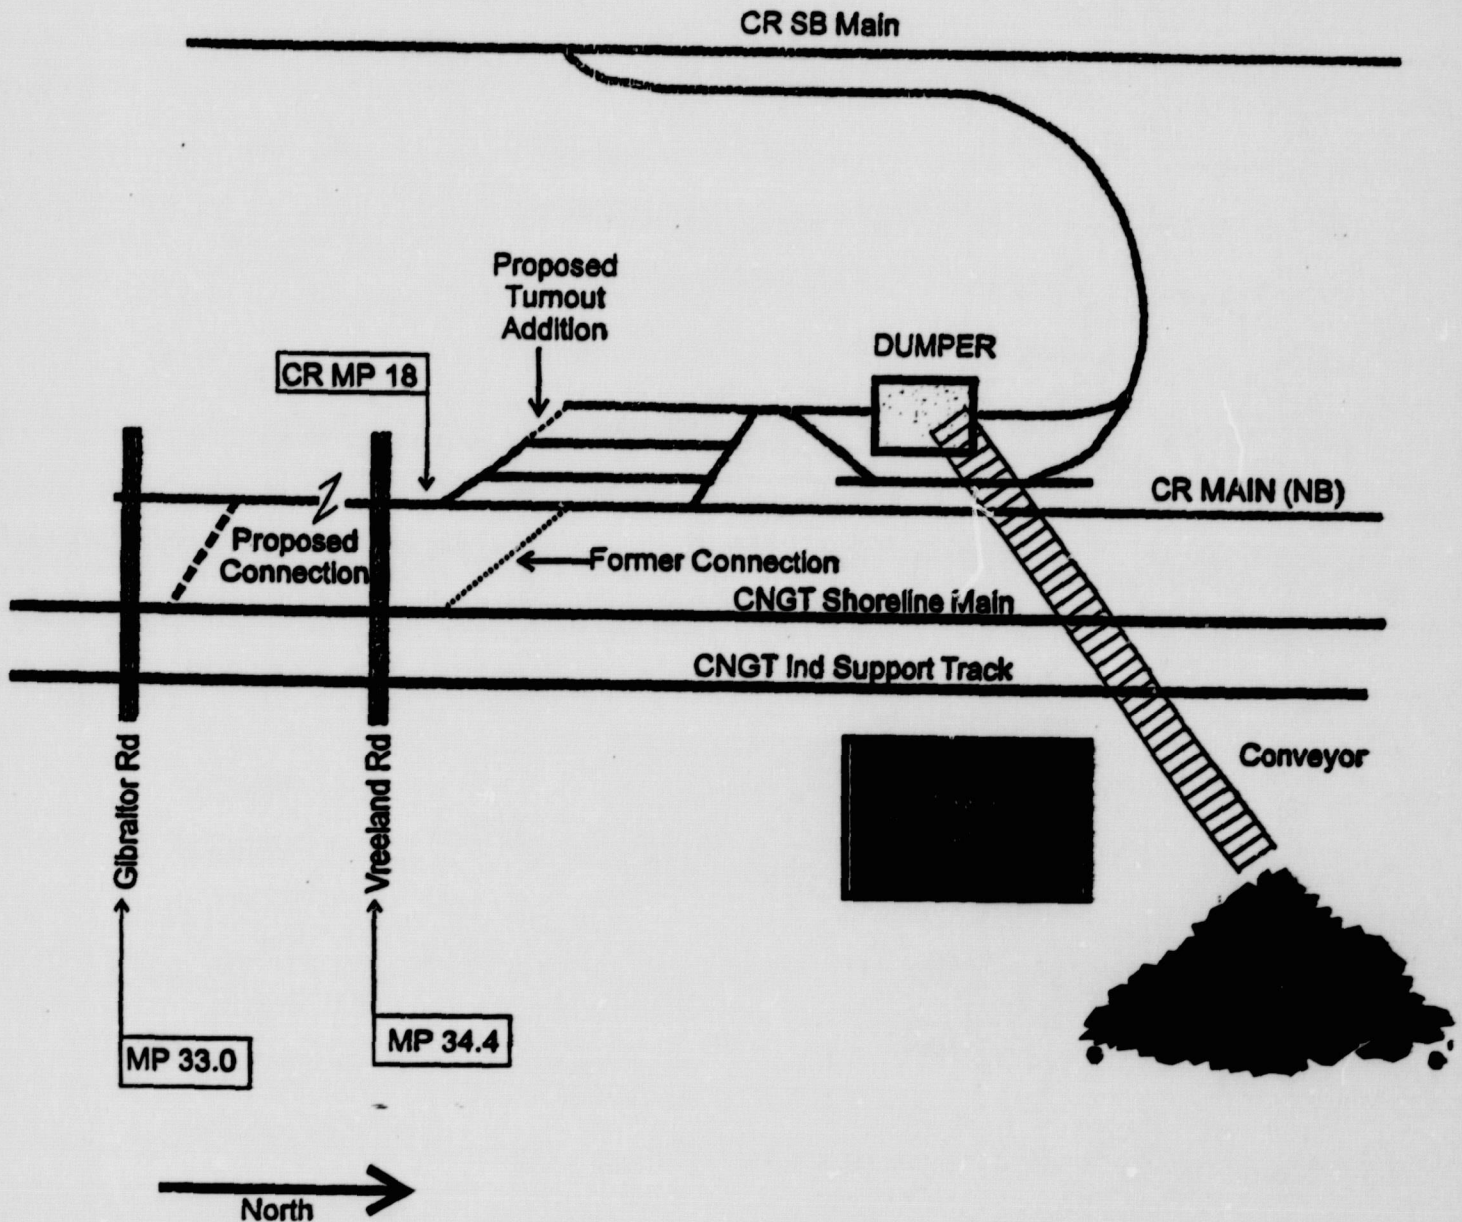 CR SB Main
Proposed
Turnout
Addition
DUMPER
CR MP 18
CR MAIN (NB)
Proposed
Connection
Former Connection
CNGT Shoreline Main
CNGT Ind Support Track
Gibraltor Rd
Vreeland Rd
Conveyor
MP 33.0
MP 34.4
North